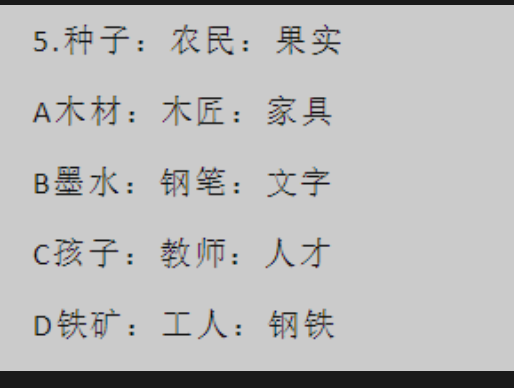 5.种子：农民：果实
A木材：木匠：家具
B墨水：钢笔：文字
C孩子：教师：人才
D铁矿：工人：钢铁